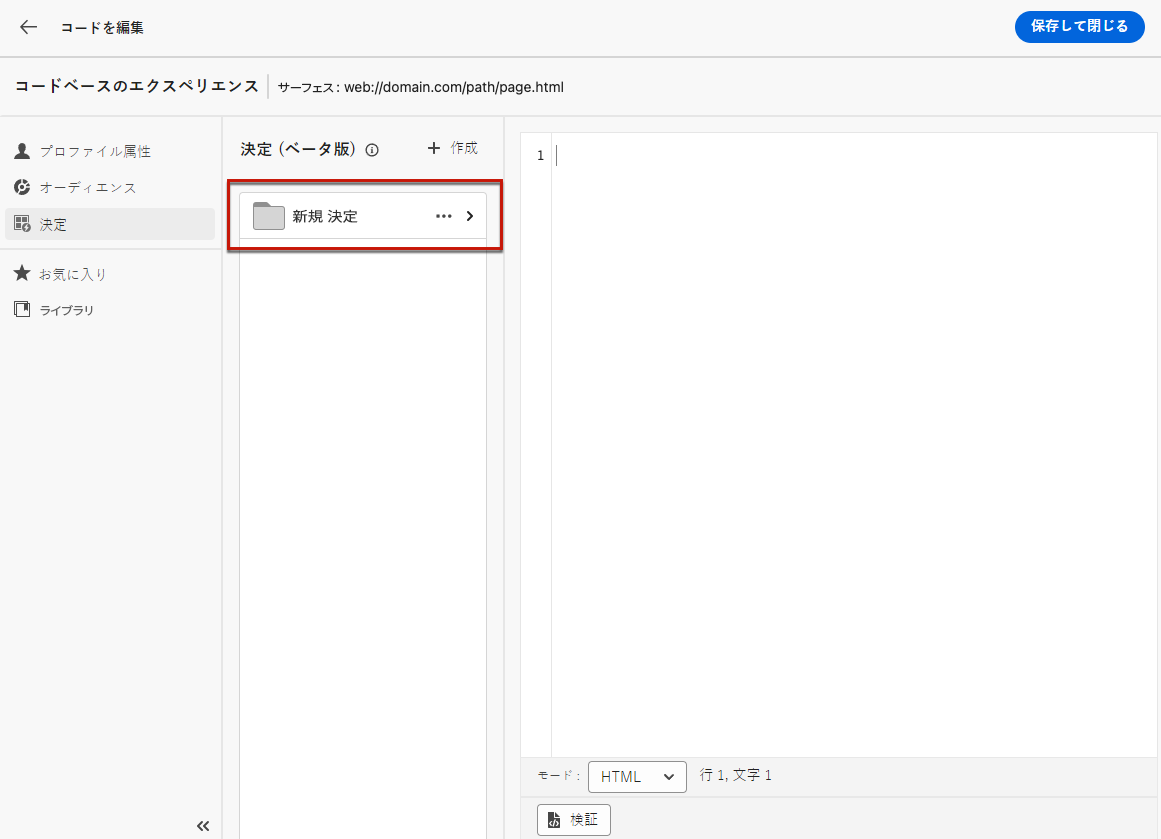 コードを編集
保存して閉じる
コードベースのエクスペリエンス
サーフェス: web://domain.com/path/page.html
プロファイル属性
オーディエンス
決定
お気に入り
ライブラリ
決定 (ベータ版)
作成
新規 決定
1
モード:
HTML
行 1, 文字 1
検証